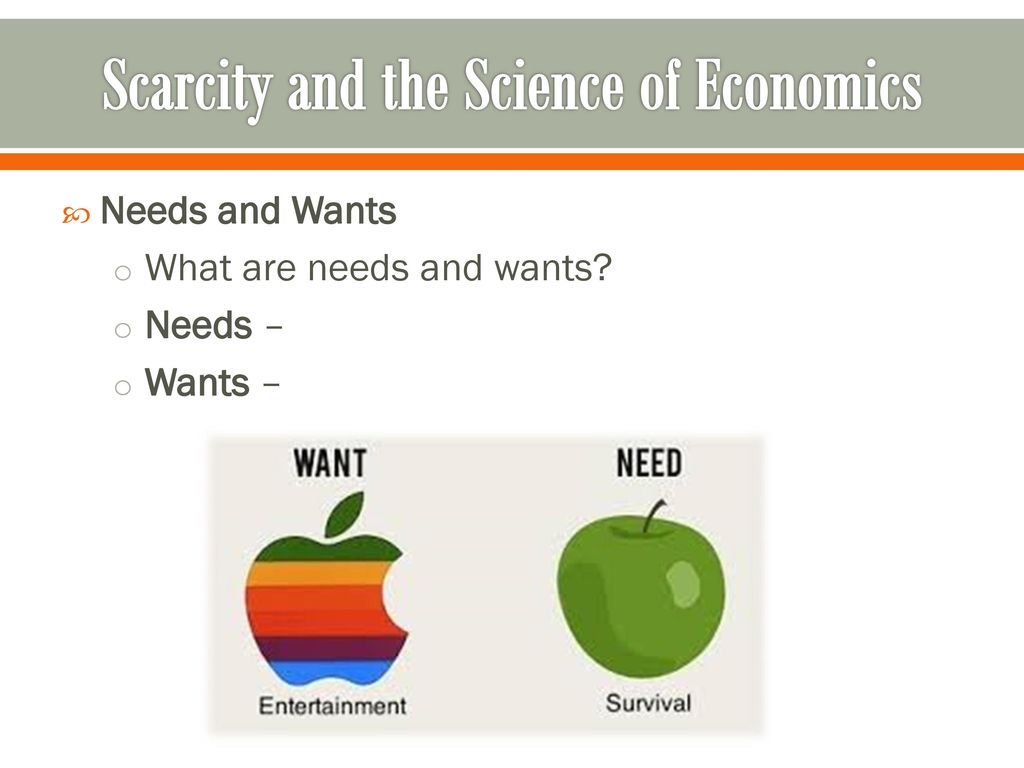 Scarcity and the Science of Economics
Needs and Wants
o What are needs and wants?
o Needs –
o Wants –
WANT NEED
Entertainment Survival